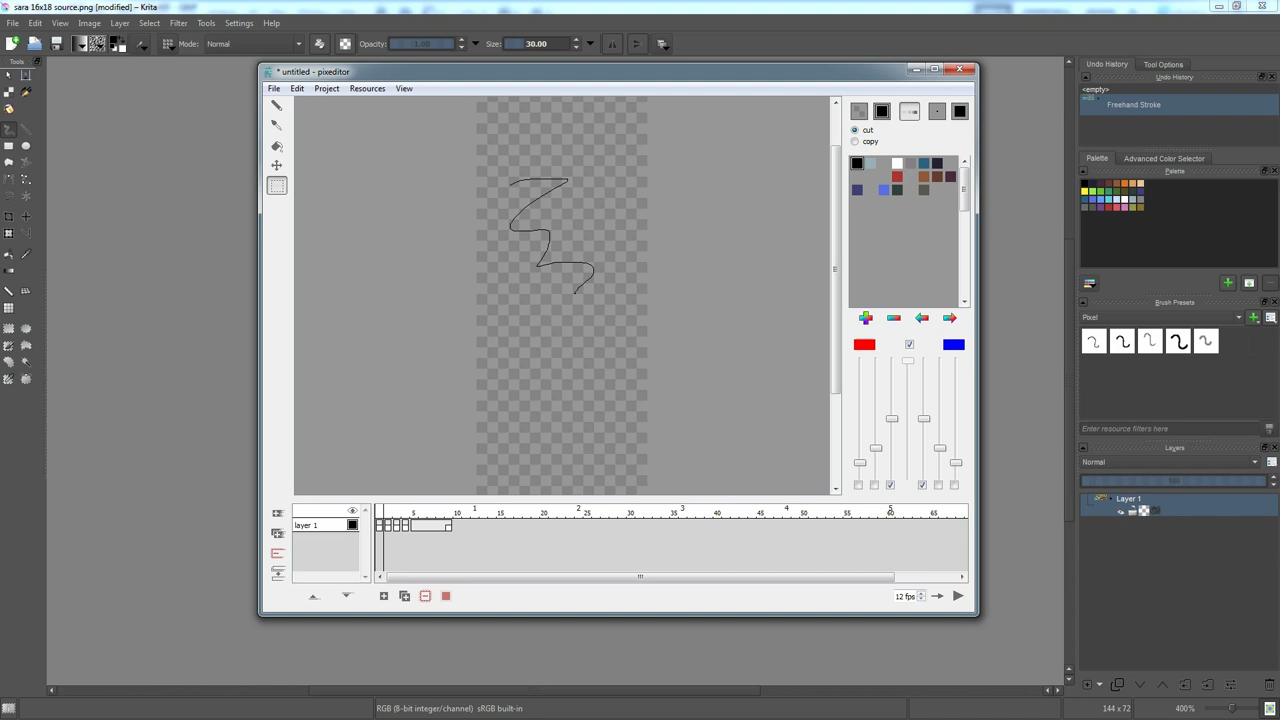 sara 16x18 source.png [modified] - Krita
File Edit View Image Layer Select Filter Tools Settings Help
Mode: Normal Opacity: 1.00 Size: 30.00
Tools
* untitled - pixeditor
File Edit Project Resources View
cut
copy
1 2 3 4 5
5 15 20 25 30 35 40 45 50 55 60 65
layer 1
12 fps
Undo History Tool Options
Undo History
<empty>
Freehand Stroke
Palette Advanced Color Selector
Palette
Brush Presets
Pixel
Enter resource filters here
Layers
Normal
100
Layer 1
RGB (8-bit integer/channel) sRGB built-in 144 x 72 400%